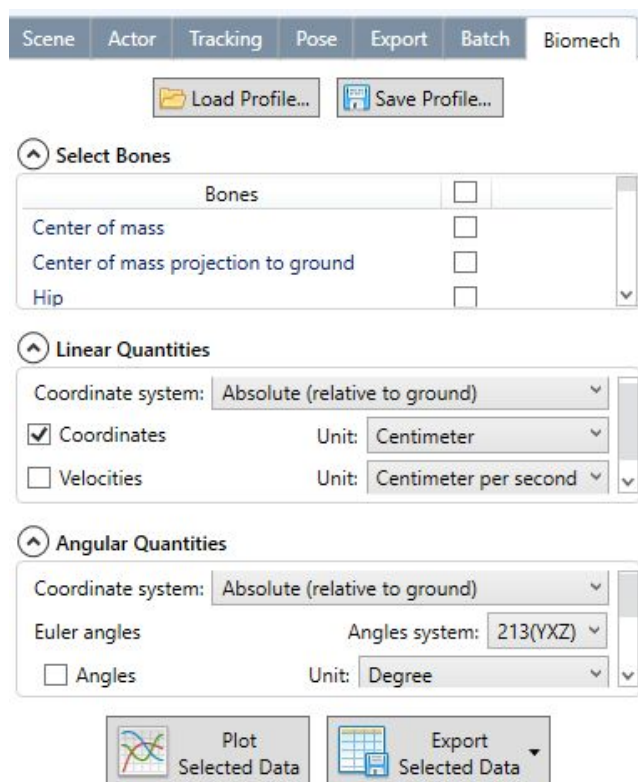 Scene Actor Tracking Pose Export Batch Biomech
Load Profile... Save Profile...
Select Bones
Bones
Center of mass
Center of mass projection to ground
Hip
Linear Quantities
Coordinate system: Absolute (relative to ground)
Coordinates Unit: Centimeter
Velocities Unit: Centimeter per second
Angular Quantities
Coordinate system: Absolute (relative to ground)
Euler angles Angles system: 213(YXZ)
Angles Unit: Degree
Plot Export
Selected Data Selected Data